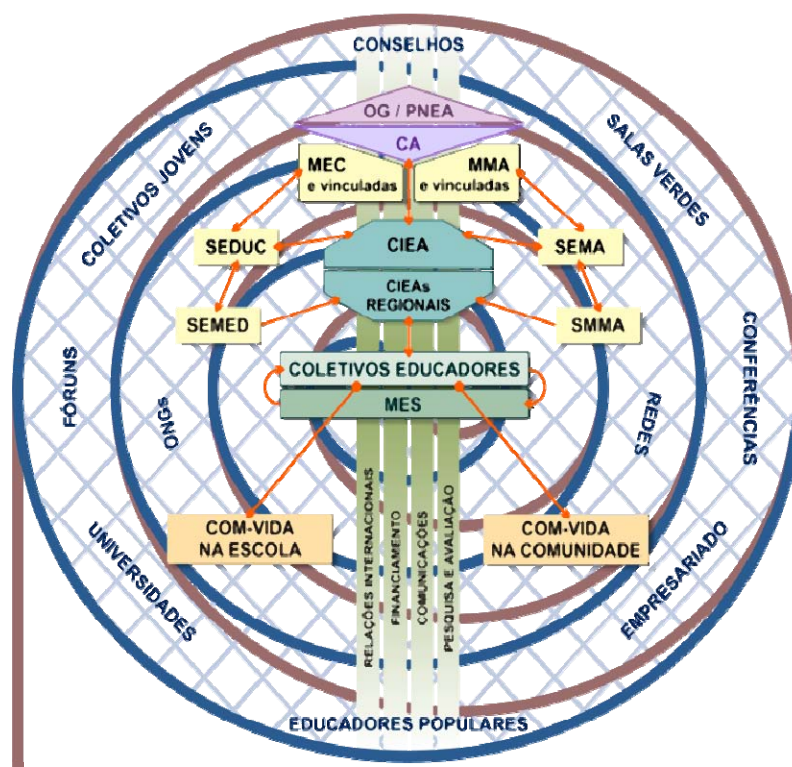 CONSELHOS
OG / PNEA
CA
MEC
e vinculadas
MMA
e vinculadas
COLETIVOS JOVENS
SALAS VERDES
SEDUC
CIEA
SEMA
CIEAs
REGIONAIS
SEMED
SMMA
FÓRUNS
ONGs
COLETIVOS EDUCADORES
MES
REDES
CONFERÊNCIAS
COM-VIDA
NA ESCOLA
COM-VIDA
NA COMUNIDADE
RELAÇÕES INTERNACIONAIS
FINANCIAMENTO
COMUNICAÇÕES
PESQUISA E AVALIAÇÃO
UNIVERSIDADES
EMPRESARIADO
EDUCADORES POPULARES